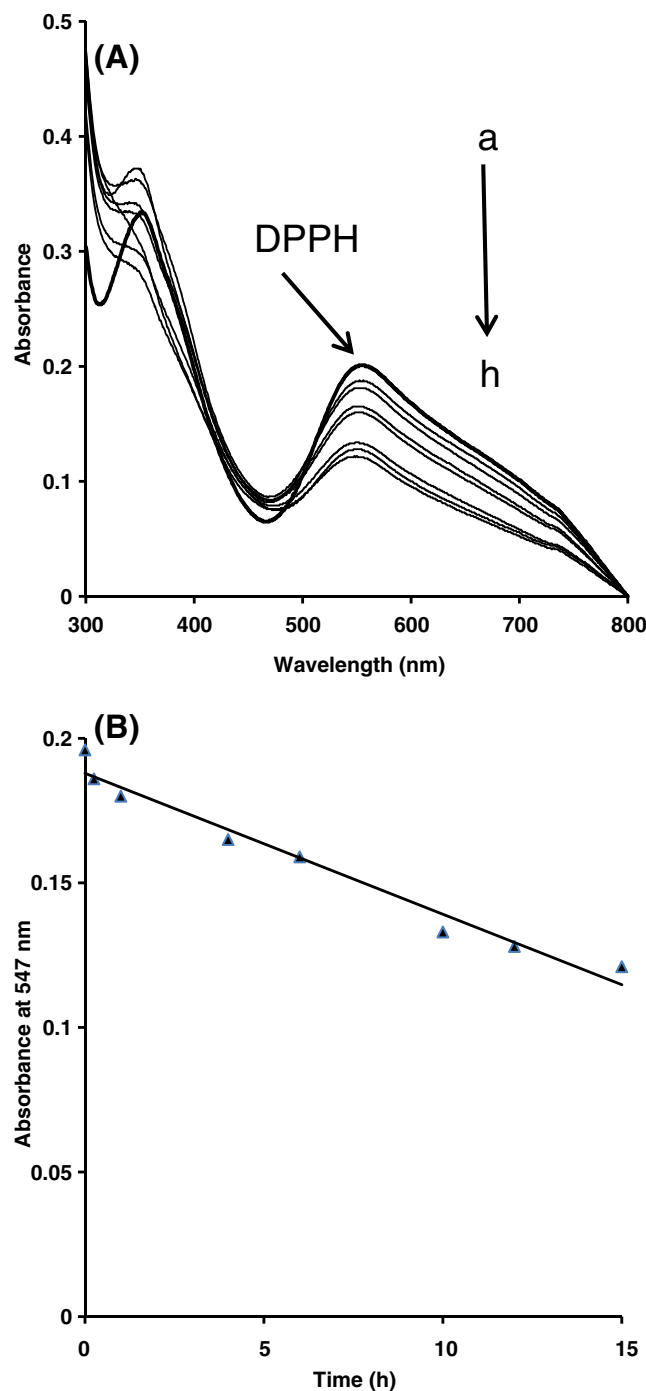 (A)
0.5
0.4
0.3
0.2
0.1
0
Absorbance
a
DPPH
h
300 400 500 600 700 800
Wavelength (nm)
(B)
0.2
0.15
0.1
0.05
0
Absorbance at 547 nm
0 5 10 15
Time (h)